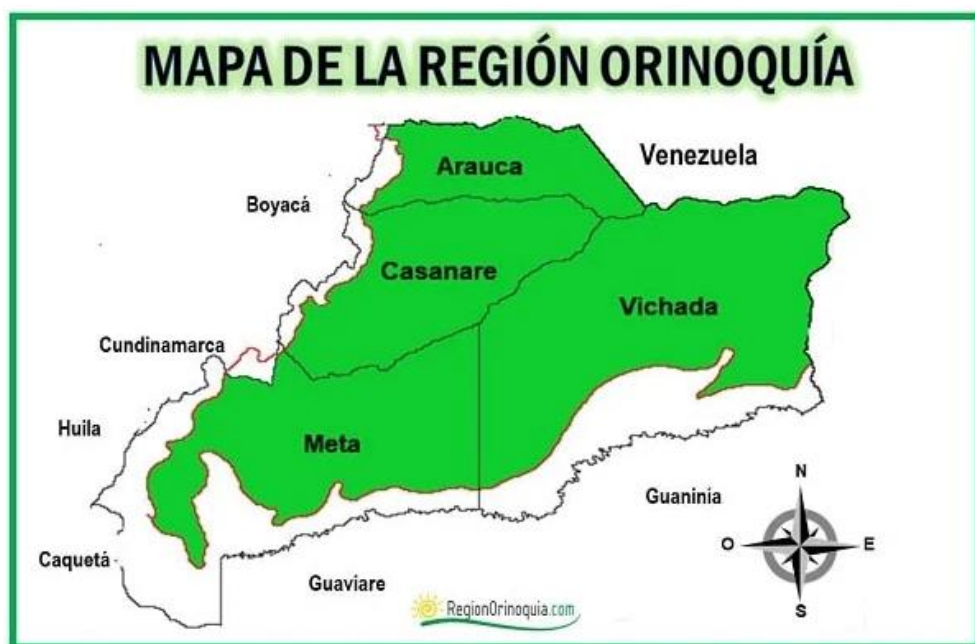 MAPA DE LA REGIÓN ORINOQUÍA
Venezuela
Arauca
Boyacá
Casanare
Vichada
Cundinamarca
Huila
Meta
Guaninia
N
O
E
S
Caquetá
Guaviare
RegionOrinoquia.com